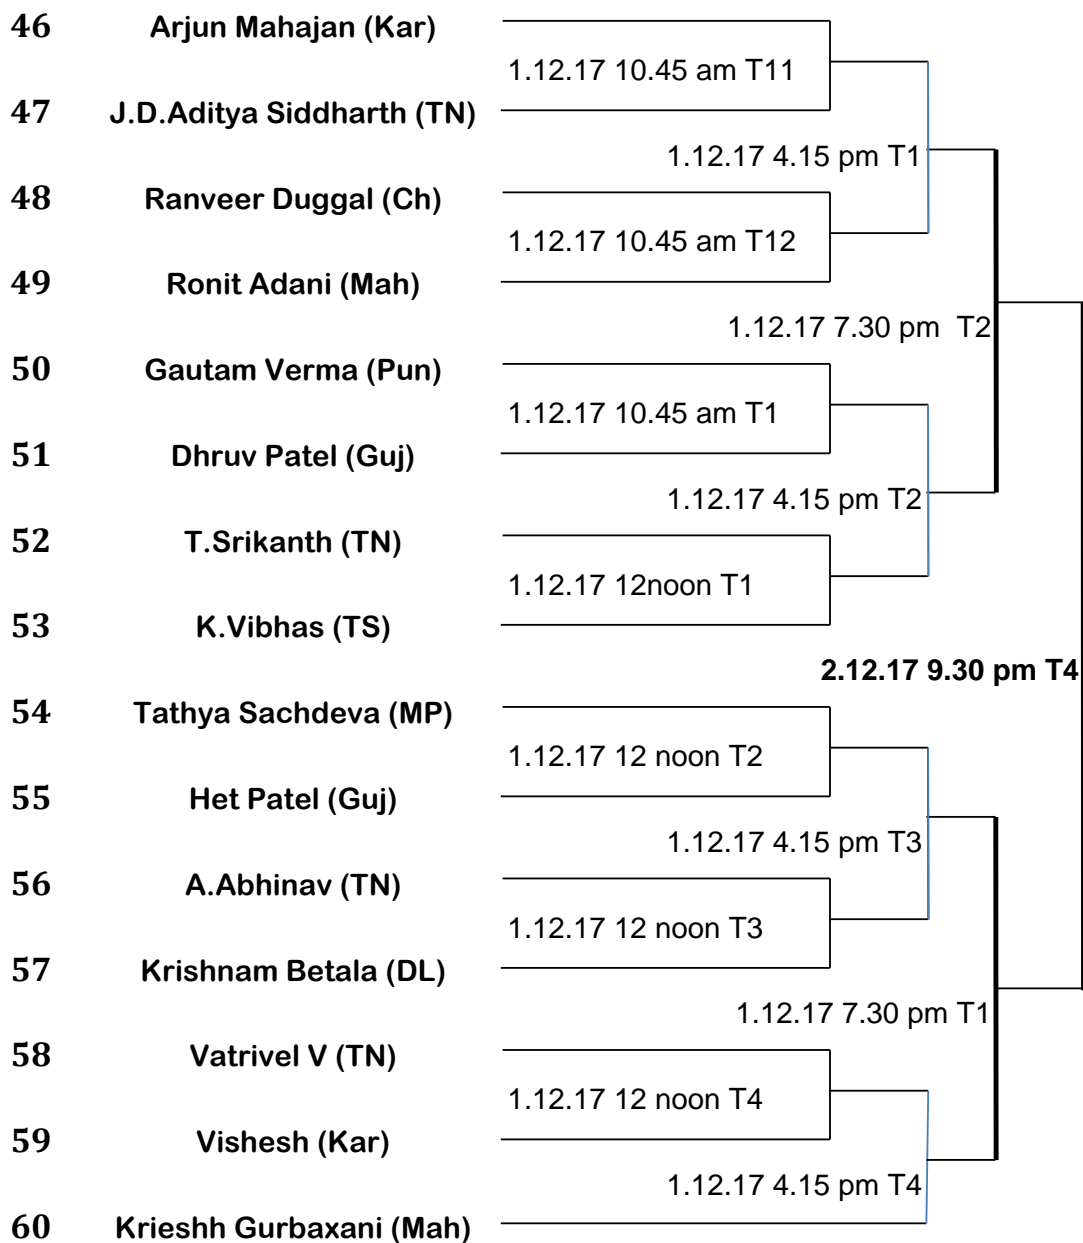 46 Arjun Mahajan (Kar)
1.12.17 10.45 am T11
47 J.D.Aditya Siddharth (TN)
1.12.17 4.15 pm T1
48 Ranveer Duggal (Ch)
1.12.17 10.45 am T12
49 Ronit Adani (Mah)
1.12.17 7.30 pm T2
50 Gautam Verma (Pun)
1.12.17 10.45 am T1
51 Dhruv Patel (Guj)
1.12.17 4.15 pm T2
52 T.Srikanth (TN)
1.12.17 12noon T1
53 K.Vibhas (TS)
2.12.17 9.30 pm T4
54 Tathya Sachdeva (MP)
1.12.17 12 noon T2
55 Het Patel (Guj)
1.12.17 4.15 pm T3
56 A.Abhinav (TN)
1.12.17 12 noon T3
57 Krishnam Betala (DL)
1.12.17 7.30 pm T1
58 Vatrivel V (TN)
1.12.17 12 noon T4
59 Vishesh (Kar)
1.12.17 4.15 pm T4
60 Krieshh Gurbaxani (Mah)